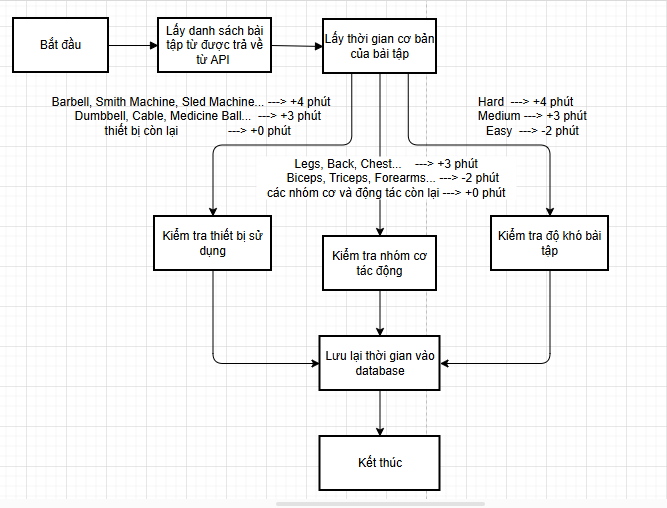 Bắt đầu
Lấy danh sách bài
tập từ được trả về
từ API
Lấy thời gian cơ bản
của bài tập
Barbell, Smith Machine, Sled Machine... ---> +4 phút
Dumbbell, Cable, Medicine Ball... ---> +3 phút
thiết bị còn lại ---> +0 phút
Hard ---> +4 phút
Medium ---> +3 phút
Easy ---> -2 phút
Legs, Back, Chest... ---> +3 phút
Biceps, Triceps, Forearms... ---> -2 phút
các nhóm cơ và động tác còn lại ---> +0 phút
Kiểm tra thiết bị sử
dụng
Kiểm tra nhóm cơ
tác động
Kiểm tra độ khó bài
tập
Lưu lại thời gian vào
database
Kết thúc